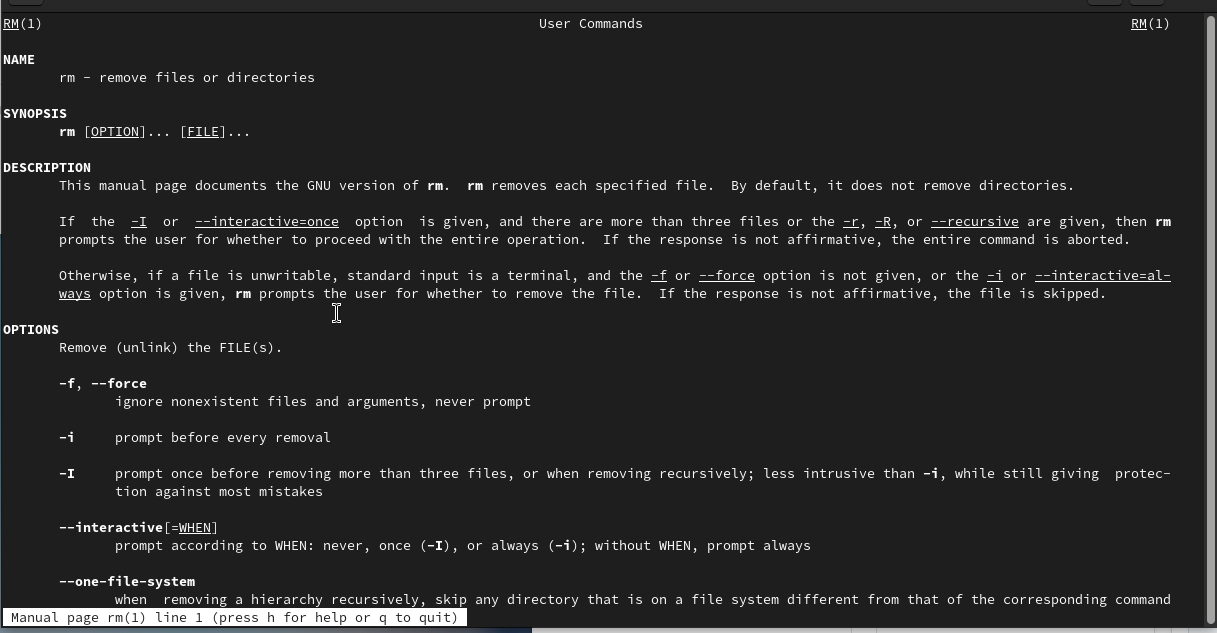 RM(1) User Commands RM(1)
NAME
rm - remove files or directories
SYNOPSIS
rm [OPTION]... [FILE]...
DESCRIPTION
This manual page documents the GNU version of rm. rm removes each specified file. By default, it does not remove directories.
If the -I or --interactive=once option is given, and there are more than three files or the -r, -R, or --recursive are given, then rm
prompts the user for whether to proceed with the entire operation. If the response is not affirmative, the entire command is aborted.
Otherwise, if a file is unwritable, standard input is a terminal, and the -f or --force option is not given, or the -i or --interactive=al-
ways option is given, rm prompts the user for whether to remove the file. If the response is not affirmative, the file is skipped.
OPTIONS
Remove (unlink) the FILE(s).
-f, --force
ignore nonexistent files and arguments, never prompt
-i prompt before every removal
-I prompt once before removing more than three files, or when removing recursively; less intrusive than -i, while still giving protec-
tion against most mistakes
--interactive[=WHEN]
prompt according to WHEN: never, once (-I), or always (-i); without WHEN, prompt always
--one-file-system
when removing a hierarchy recursively, skip any directory that is on a file system different from that of the corresponding command
Manual page rm(1) line 1 (press h for help or q to quit)